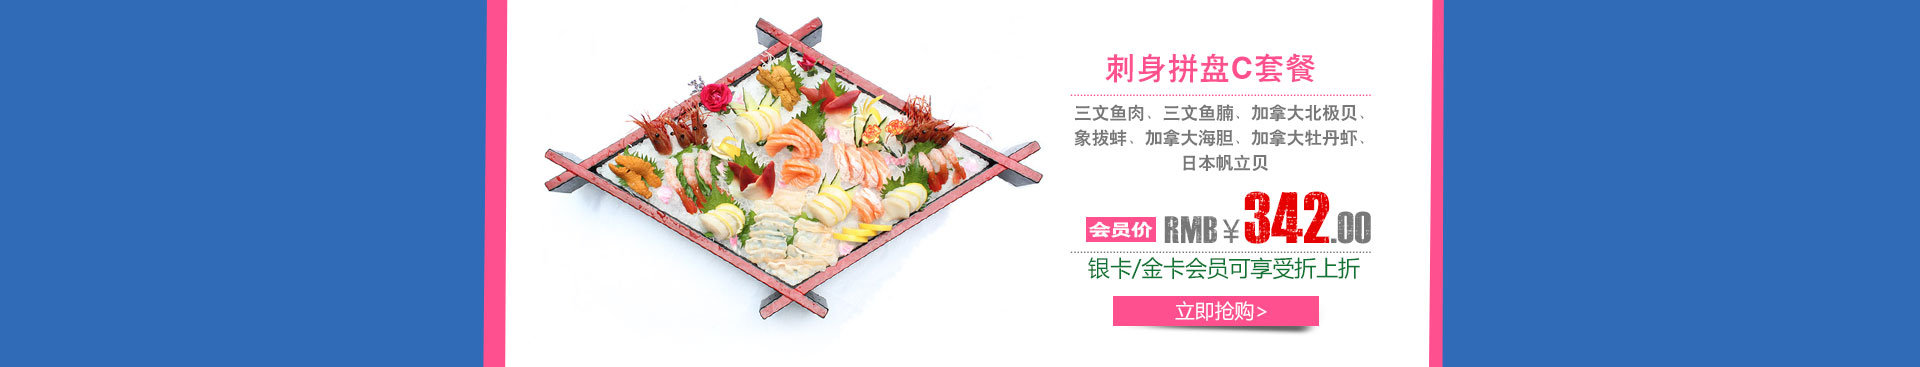 刺身拼盘C套餐
三文鱼肉、三文鱼腩、加拿大北极贝、
象拔蚌、加拿大海胆、加拿大牡丹虾、
日本帆立贝
会员价 RMB￥342.00
银卡/金卡会员可享受折上折
立即抢购>